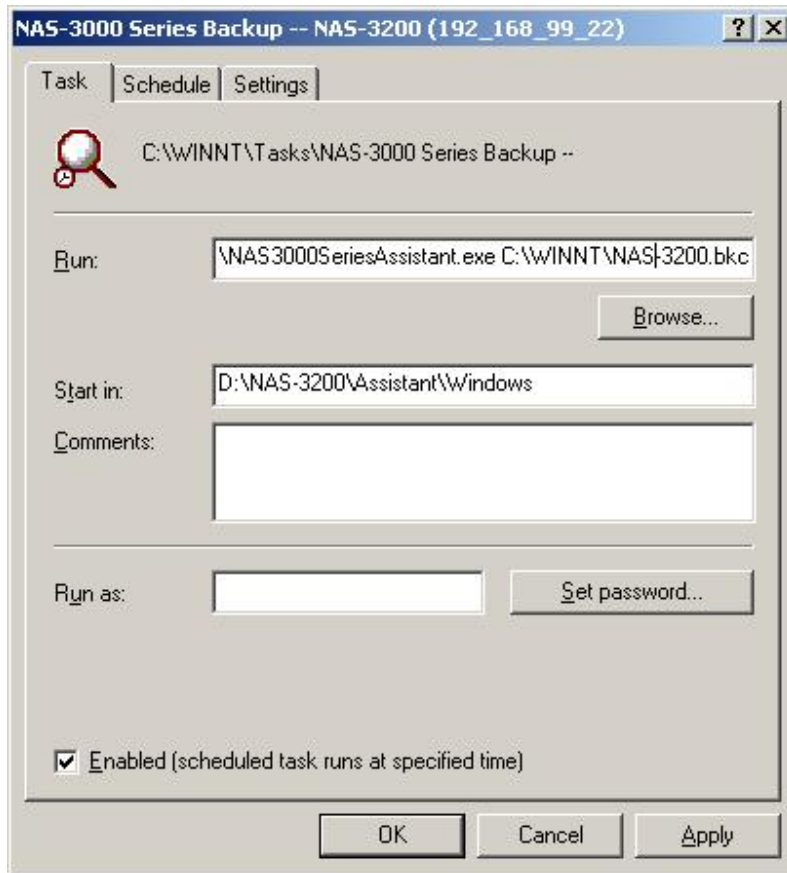 NAS-3000 Series Backup -- NAS-3200 (192_168_99_22)
Task Schedule Settings
C:\WINNT\Tasks\NAS-3000 Series Backup --
Run: \NAS3000SeriesAssistant.exe C:\WINNT\NAS-3200.bkc
Browse...
Start in: D:\NAS-3200\Assistant\Windows
Comments:
Run as: Set password...
Enabled (scheduled task runs at specified time)
OK Cancel Apply